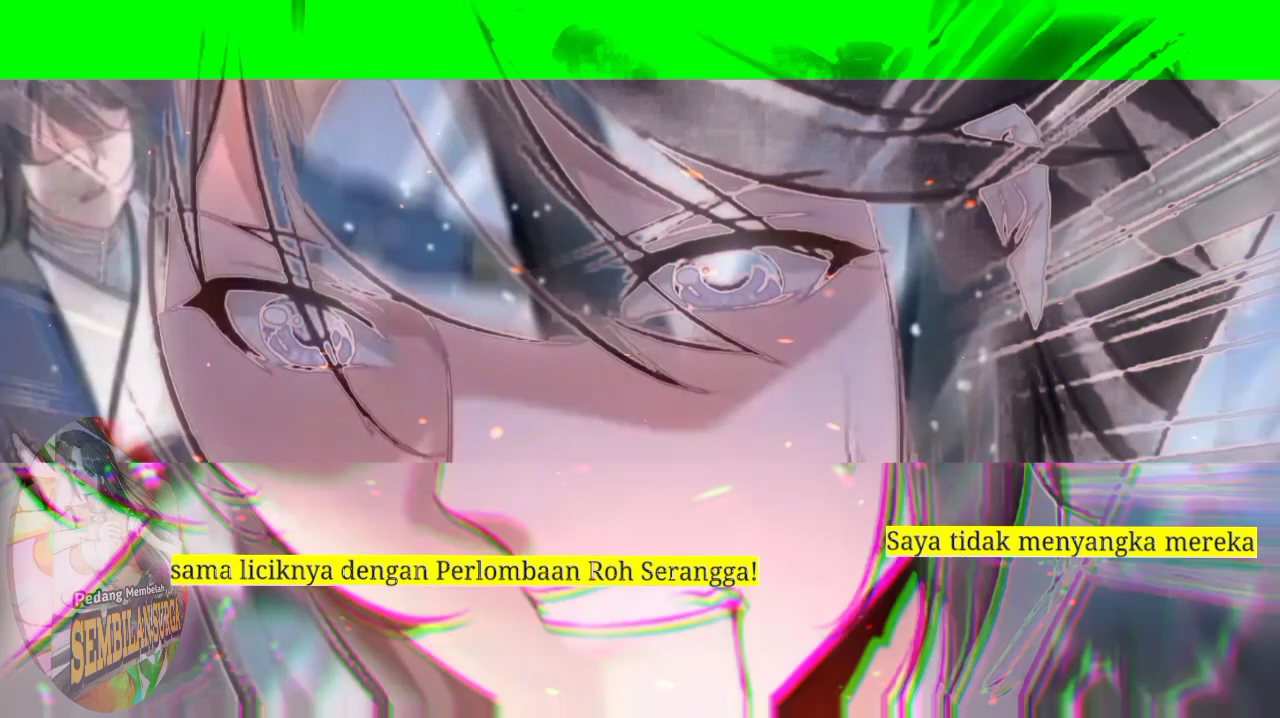 Saya tidak menyangka mereka
sama liciknya dengan Perlombaan Roh Serangga!
Pedang Membelah
SEMBILAN SURGA